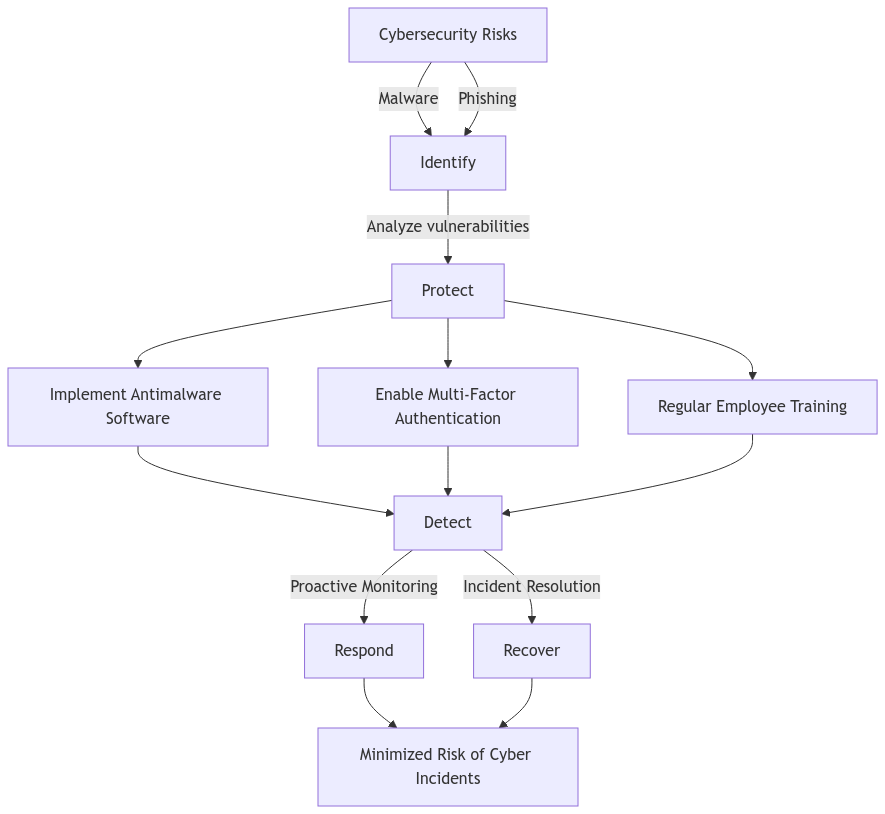 Cybersecurity Risks
Malware
Phishing
Identify
Analyze vulnerabilities
Protect
Implement Antimalware
Software
Enable Multi-Factor
Authentication
Regular Employee Training
Detect
Proactive Monitoring
Incident Resolution
Respond
Recover
Minimized Risk of Cyber
Incidents